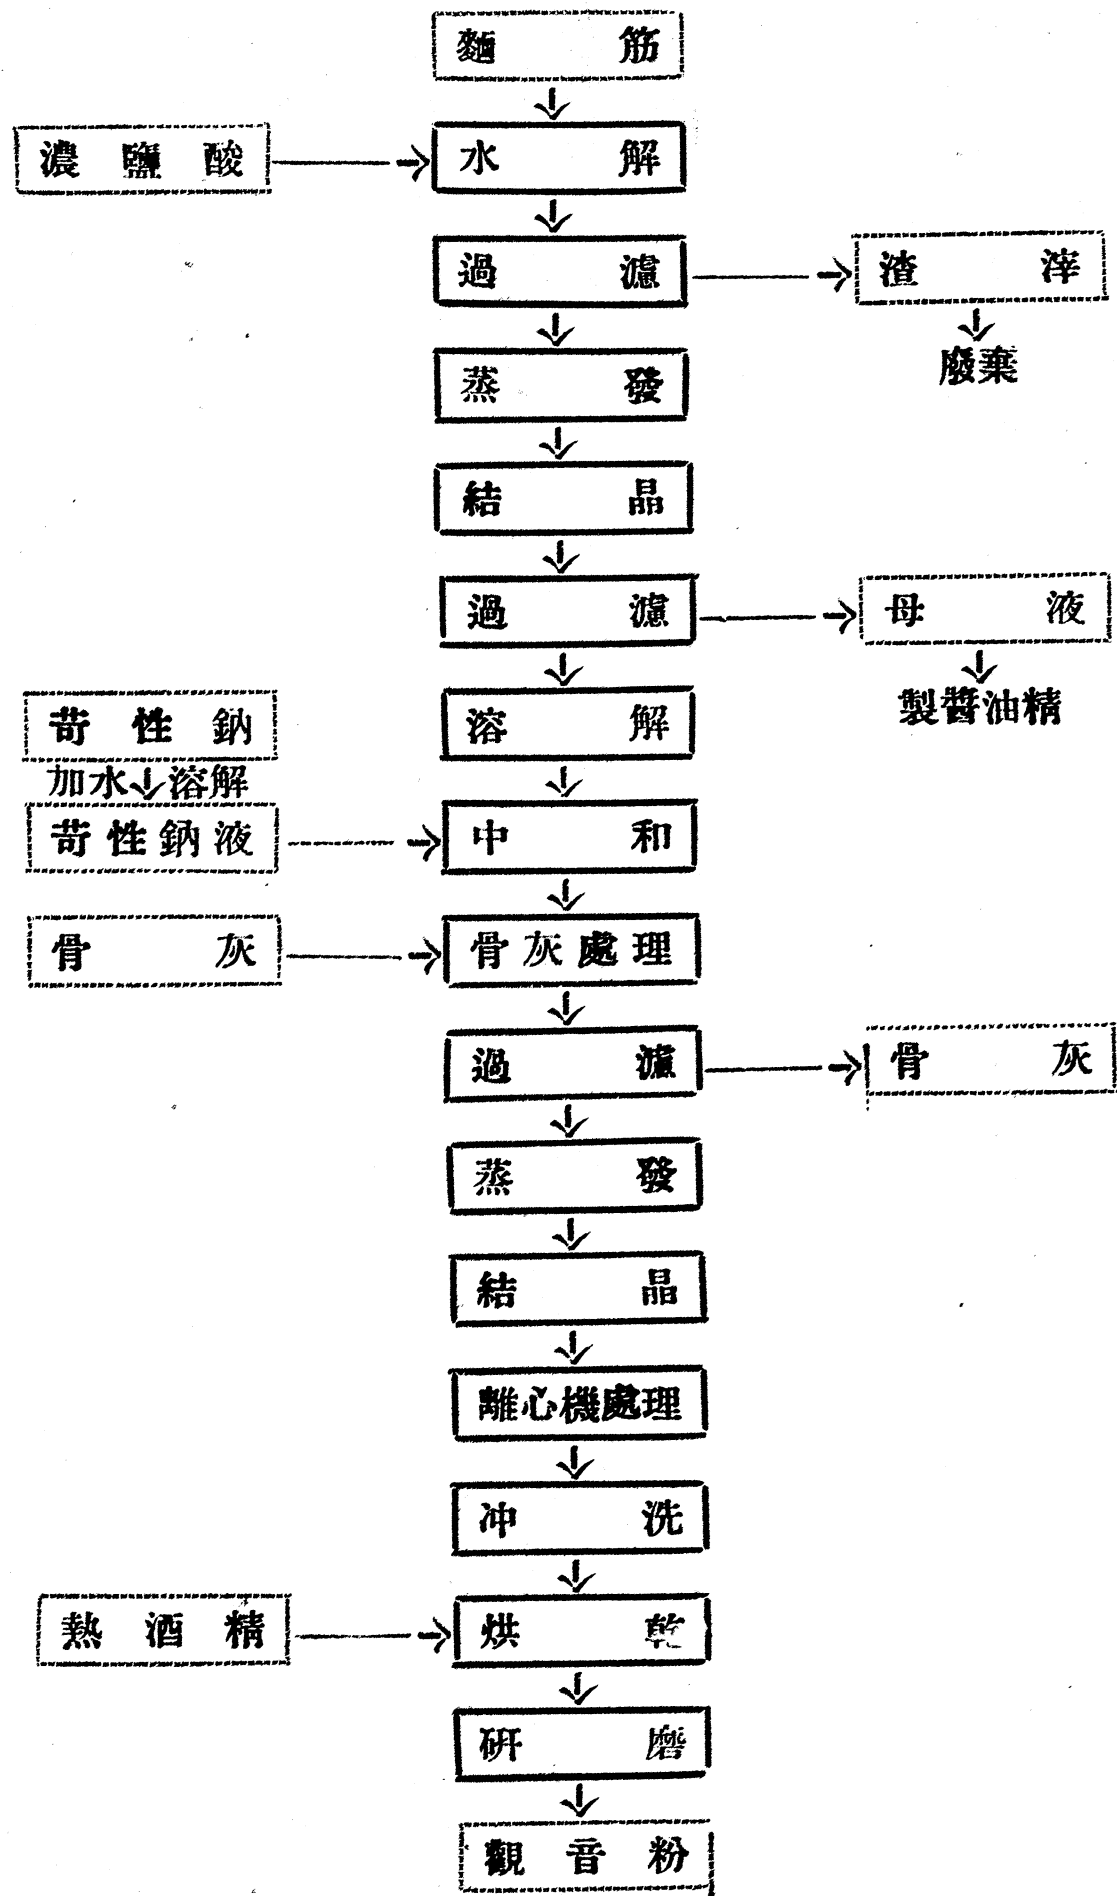 麵筋
濃鹽酸
水解
過濾
渣滓
廢棄
蒸發
結晶
過濾
母液
製醬油精
溶解
苛性鈉
加水溶解
苛性鈉液
中和
骨灰
骨灰處理
過濾
骨灰
蒸發
結晶
離心機處理
冲洗
熱酒精
烘乾
研磨
觀音粉